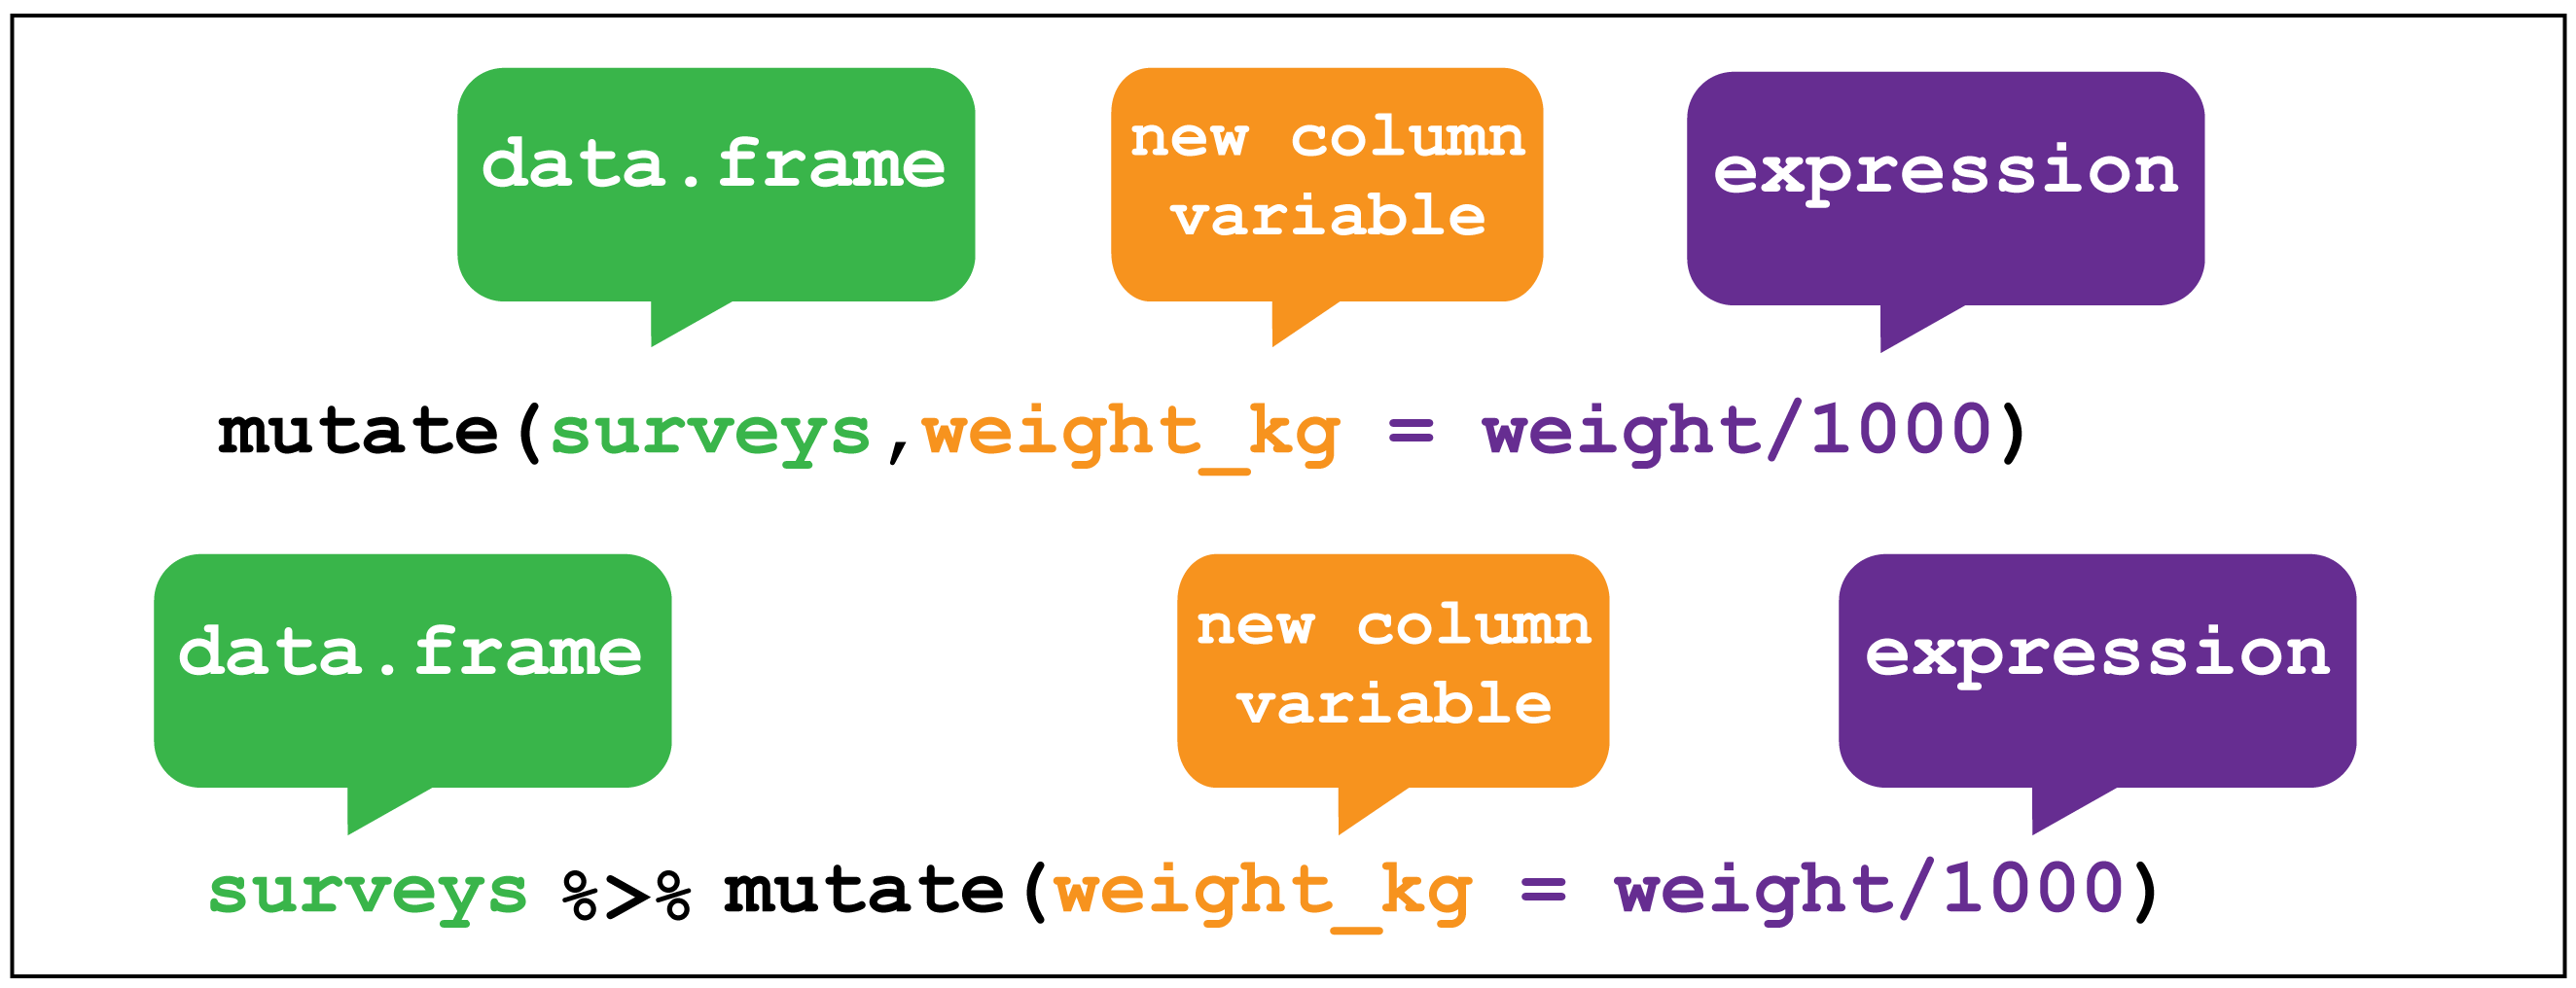 data.frame
new column
variable
expression
mutate(surveys,weight_kg = weight/1000)
data.frame
new column
variable
expression
surveys %>% mutate(weight_kg = weight/1000)